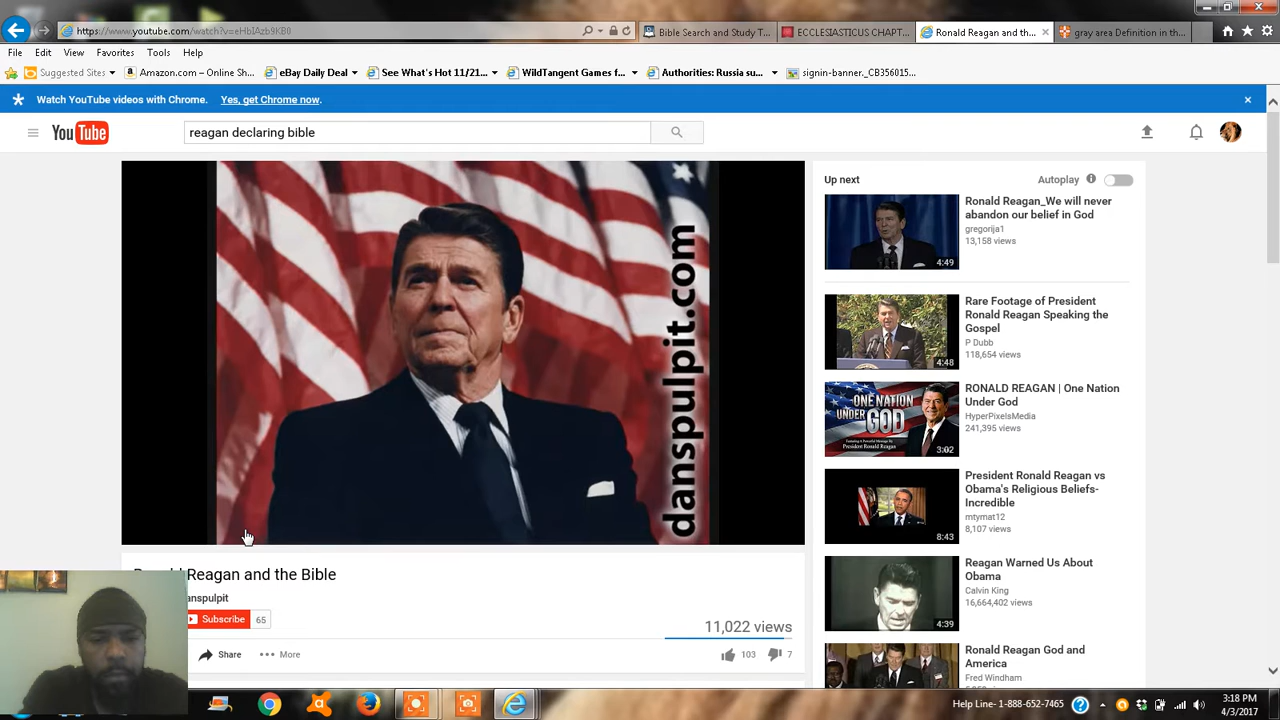 https://www.youtube.com/watch?v=eHbIAzb9KB0
Bible Search and Study T...
ECCLESIASTICUS CHAPT...
Ronald Reagan and th...
gray area Definition in th...
File Edit View Favorites Tools Help
Suggested Sites
Amazon.com – Online Sh...
eBay Daily Deal
See What's Hot 11/21...
WildTangent Games f...
Authorities: Russia su...
signin-banner._CB356015...
Watch YouTube videos with Chrome. Yes, get Chrome now.
YouTube
reagan declaring bible
danspulpit.com
Reagan and the Bible
anspulpit
Subscribe 65
11,022 views
Share
More
103 7
Up next
Autoplay
Ronald Reagan_We will never
abandon our belief in God
gregorija1
13,158 views
4:49
Rare Footage of President
Ronald Reagan Speaking the
Gospel
P Dubb
118,654 views
4:48
ONE NATION
UNDER
GOD
RONALD REAGAN | One Nation
Under God
HyperPixelsMedia
241,395 views
3:02
President Ronald Reagan vs
Obama's Religious Beliefs-
Incredible
mtymat12
8,107 views
8:43
Reagan Warned Us About
Obama
Calvin King
16,664,402 views
4:39
Ronald Reagan God and
America
Fred Windham
Help Line- 1-888-652-7465
3:18 PM
4/3/2017